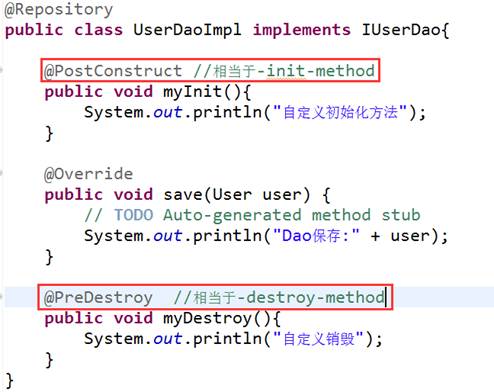 @Repository
public class UserDaoImpl implements IUserDao{
@PostConstruct //相当于-init-method
public void myInit(){
System.out.println("自定义初始化方法");
}
@Override
public void save(User user) {
// TODO Auto-generated method stub
System.out.println("Dao保存:" + user);
}
@PreDestroy  //相当于-destroy-method
public void myDestroy(){
System.out.println("自定义销毁");
}
}